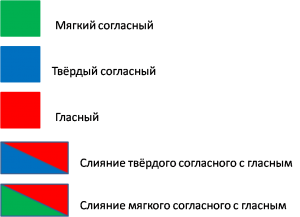 Мягкий согласный
Твёрдый согласный
Гласный
Слияние твёрдого согласного с гласным
Слияние мягкого согласного с гласным